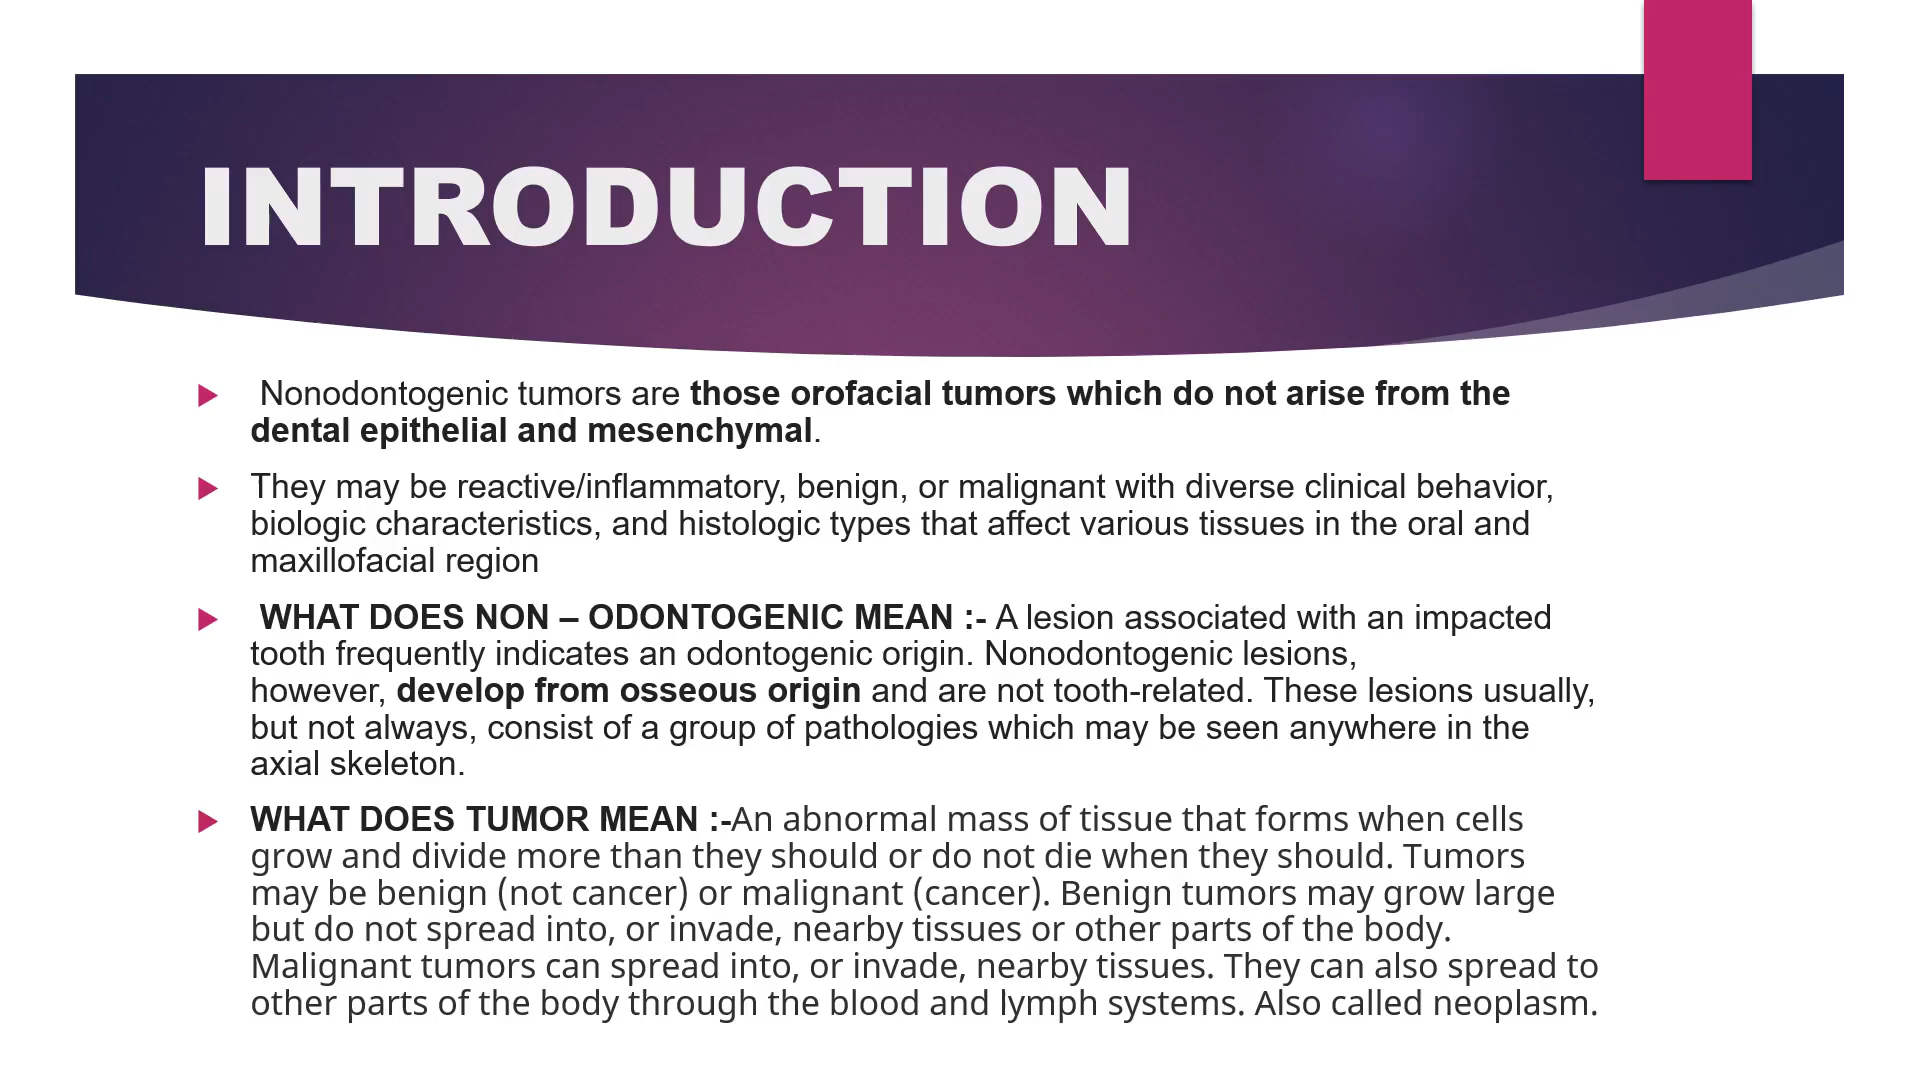 INTRODUCTION
Nonodontogenic tumors are those orofacial tumors which do not arise from the
dental epithelial and mesenchymal.
They may be reactive/inflammatory, benign, or malignant with diverse clinical behavior,
biologic characteristics, and histologic types that affect various tissues in the oral and
maxillofacial region
WHAT DOES NON – ODONTOGENIC MEAN :- A lesion associated with an impacted
tooth frequently indicates an odontogenic origin. Nonodontogenic lesions,
however, develop from osseous origin and are not tooth-related. These lesions usually,
but not always, consist of a group of pathologies which may be seen anywhere in the
axial skeleton.
WHAT DOES TUMOR MEAN :-An abnormal mass of tissue that forms when cells
grow and divide more than they should or do not die when they should. Tumors
may be benign (not cancer) or malignant (cancer). Benign tumors may grow large
but do not spread into, or invade, nearby tissues or other parts of the body.
Malignant tumors can spread into, or invade, nearby tissues. They can also spread to
other parts of the body through the blood and lymph systems. Also called neoplasm.